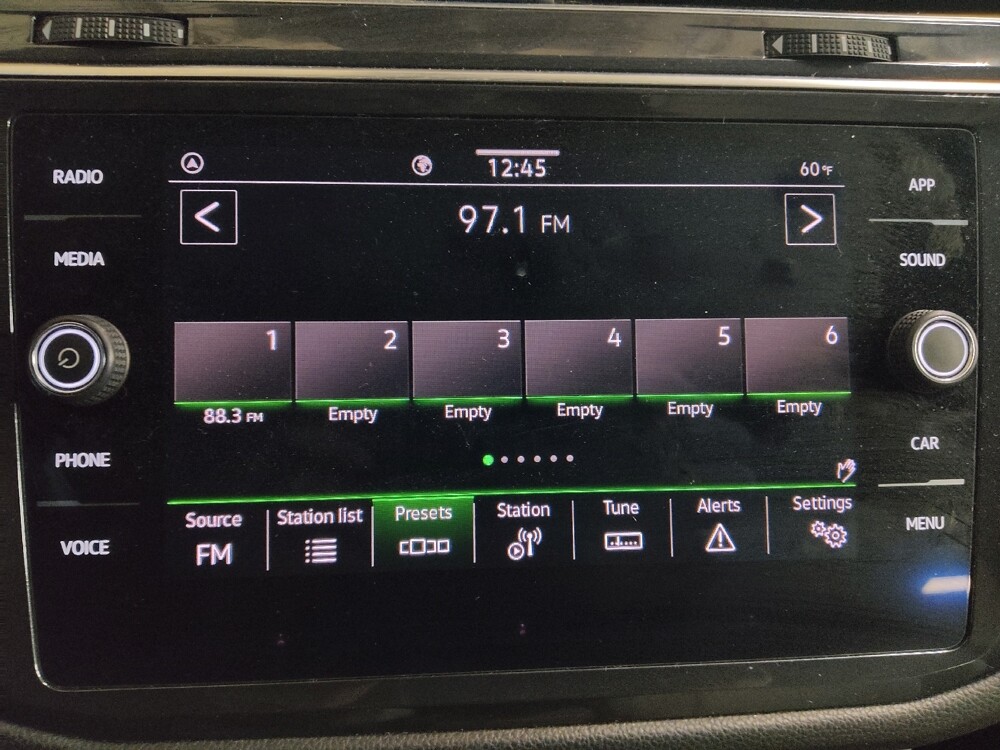 RADIO
MEDIA
PHONE
VOICE
12:45
60°F
97.1 FM
1 2 3 4 5 6
88.3 FM Empty Empty Empty Empty Empty
Source Station list Presets Station Tune Alerts Settings
FM
APP
SOUND
CAR
MENU